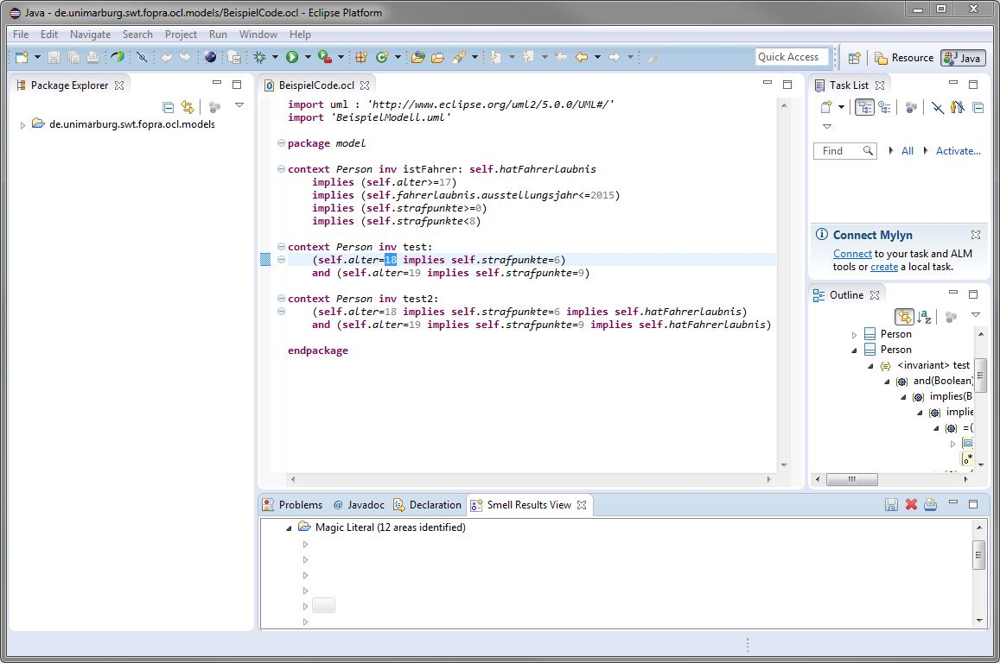 Java - de.unimarburg.swt.fopra.ocl.models/BeispielCode.ocl - Eclipse Platform
File Edit Navigate Search Project Run Window Help
Quick Access
Resource
Java
Package Explorer
de.unimarburg.swt.fopra.ocl.models
BeispielCode.ocl
import uml : 'http://www.eclipse.org/uml2/5.0.0/UML#/'
import 'BeispielModell.uml'
package model
context Person inv istFahrer: self.hatFahrerlaubnis
implies (self.alter>=17)
implies (self.fahrerlaubnis.ausstellungsjahr<=2015)
implies (self.strafpunkte>=0)
implies (self.strafpunkte<8)
context Person inv test:
(self.alter=18 implies self.strafpunkte=6)
and (self.alter=19 implies self.strafpunkte=9)
context Person inv test2:
(self.alter=18 implies self.strafpunkte=6 implies self.hatFahrerlaubnis)
and (self.alter=19 implies self.strafpunkte=9 implies self.hatFahrerlaubnis)
endpackage
Task List
Find
All
Activate...
Connect Mylyn
Connect to your task and ALM
tools or create a local task.
Outline
Person
Person
<invariant> test
and(Boolean)
implies(B
implie
=(
Problems
@ Javadoc
Declaration
Smell Results View
Magic Literal (12 areas identified)